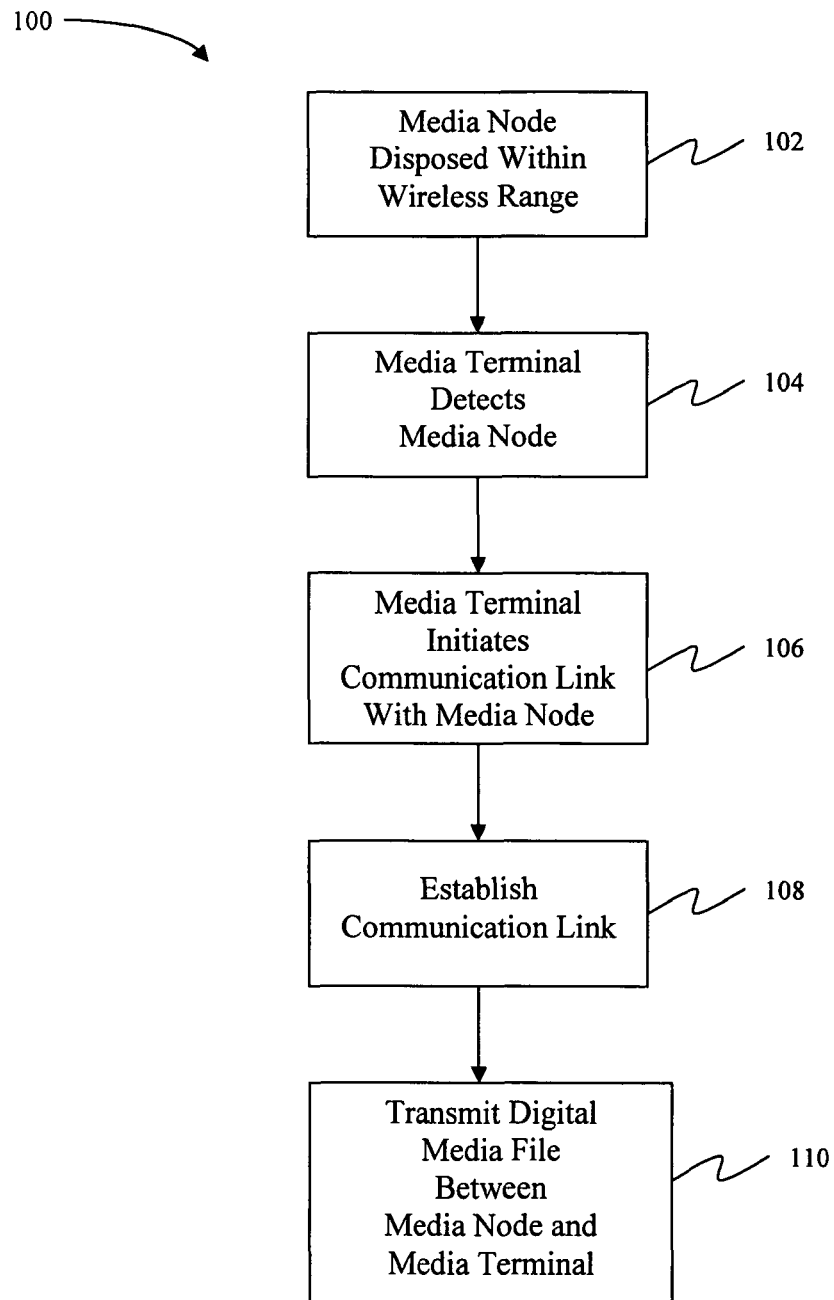 100
Media Node
Disposed Within
Wireless Range
102
Media Terminal
Detects
Media Node
104
Media Terminal
Initiates
Communication Link
With Media Node
106
Establish
Communication Link
108
Transmit Digital
Media File
Between
Media Node and
Media Terminal
110